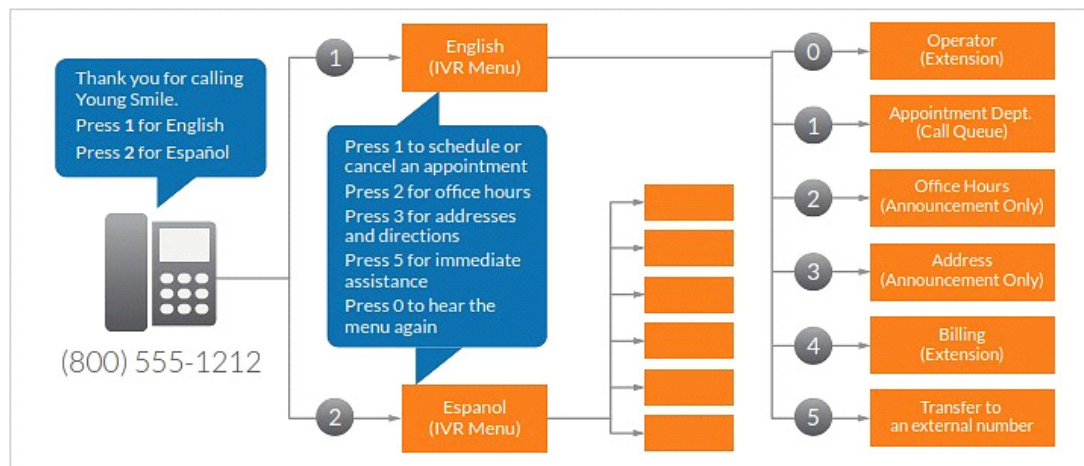 Thank you for calling
Young Smile.
Press 1 for English
Press 2 for Español
(800) 555-1212
1
English
(IVR Menu)
Press 1 to schedule or
cancel an appointment
Press 2 for office hours
Press 3 for addresses
and directions
Press 5 for immediate
assistance
Press 0 to hear the
menu again
2
Espanol
(IVR Menu)
0
Operator
(Extension)
1
Appointment Dept.
(Call Queue)
2
Office Hours
(Announcement Only)
3
Address
(Announcement Only)
4
Billing
(Extension)
5
Transfer to
an external number